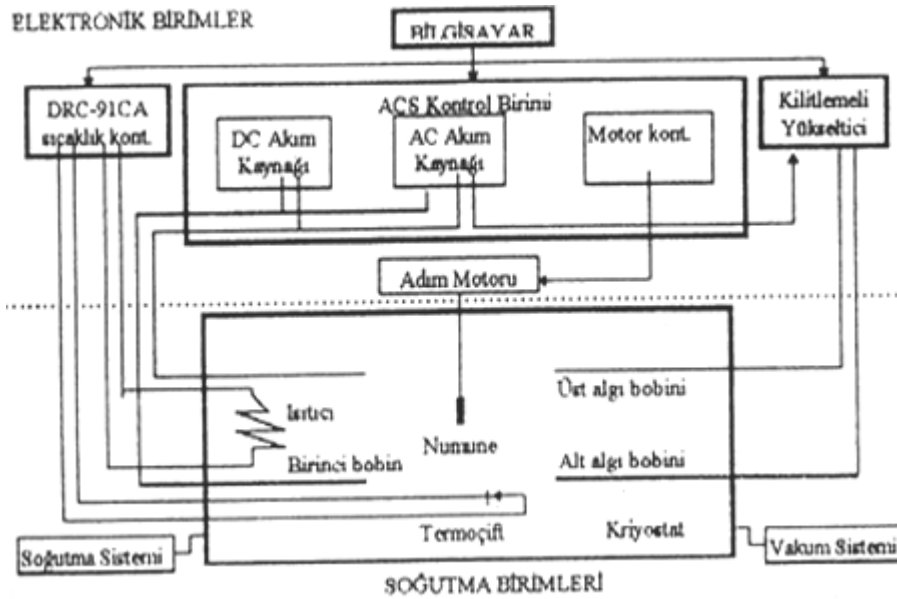 ELEKTRONİK BİRİMLER
BİLGİSAYAR
DRC-91CA
sıcaklık kont.
ACS Kontrol Birimi
DC Akım
Kaynağı
AC Akım
Kaynağı
Motor kont.
Kilitlemeli
Yükseltici
Adım Motoru
Isıtıcı
Birinci bobin
Numune
Üst algı bobini
Alt algı bobini
Termoçift
Kriyostat
Soğutma Sistemi
Vakum Sistemi
SOĞUTMA BİRİMLERİ